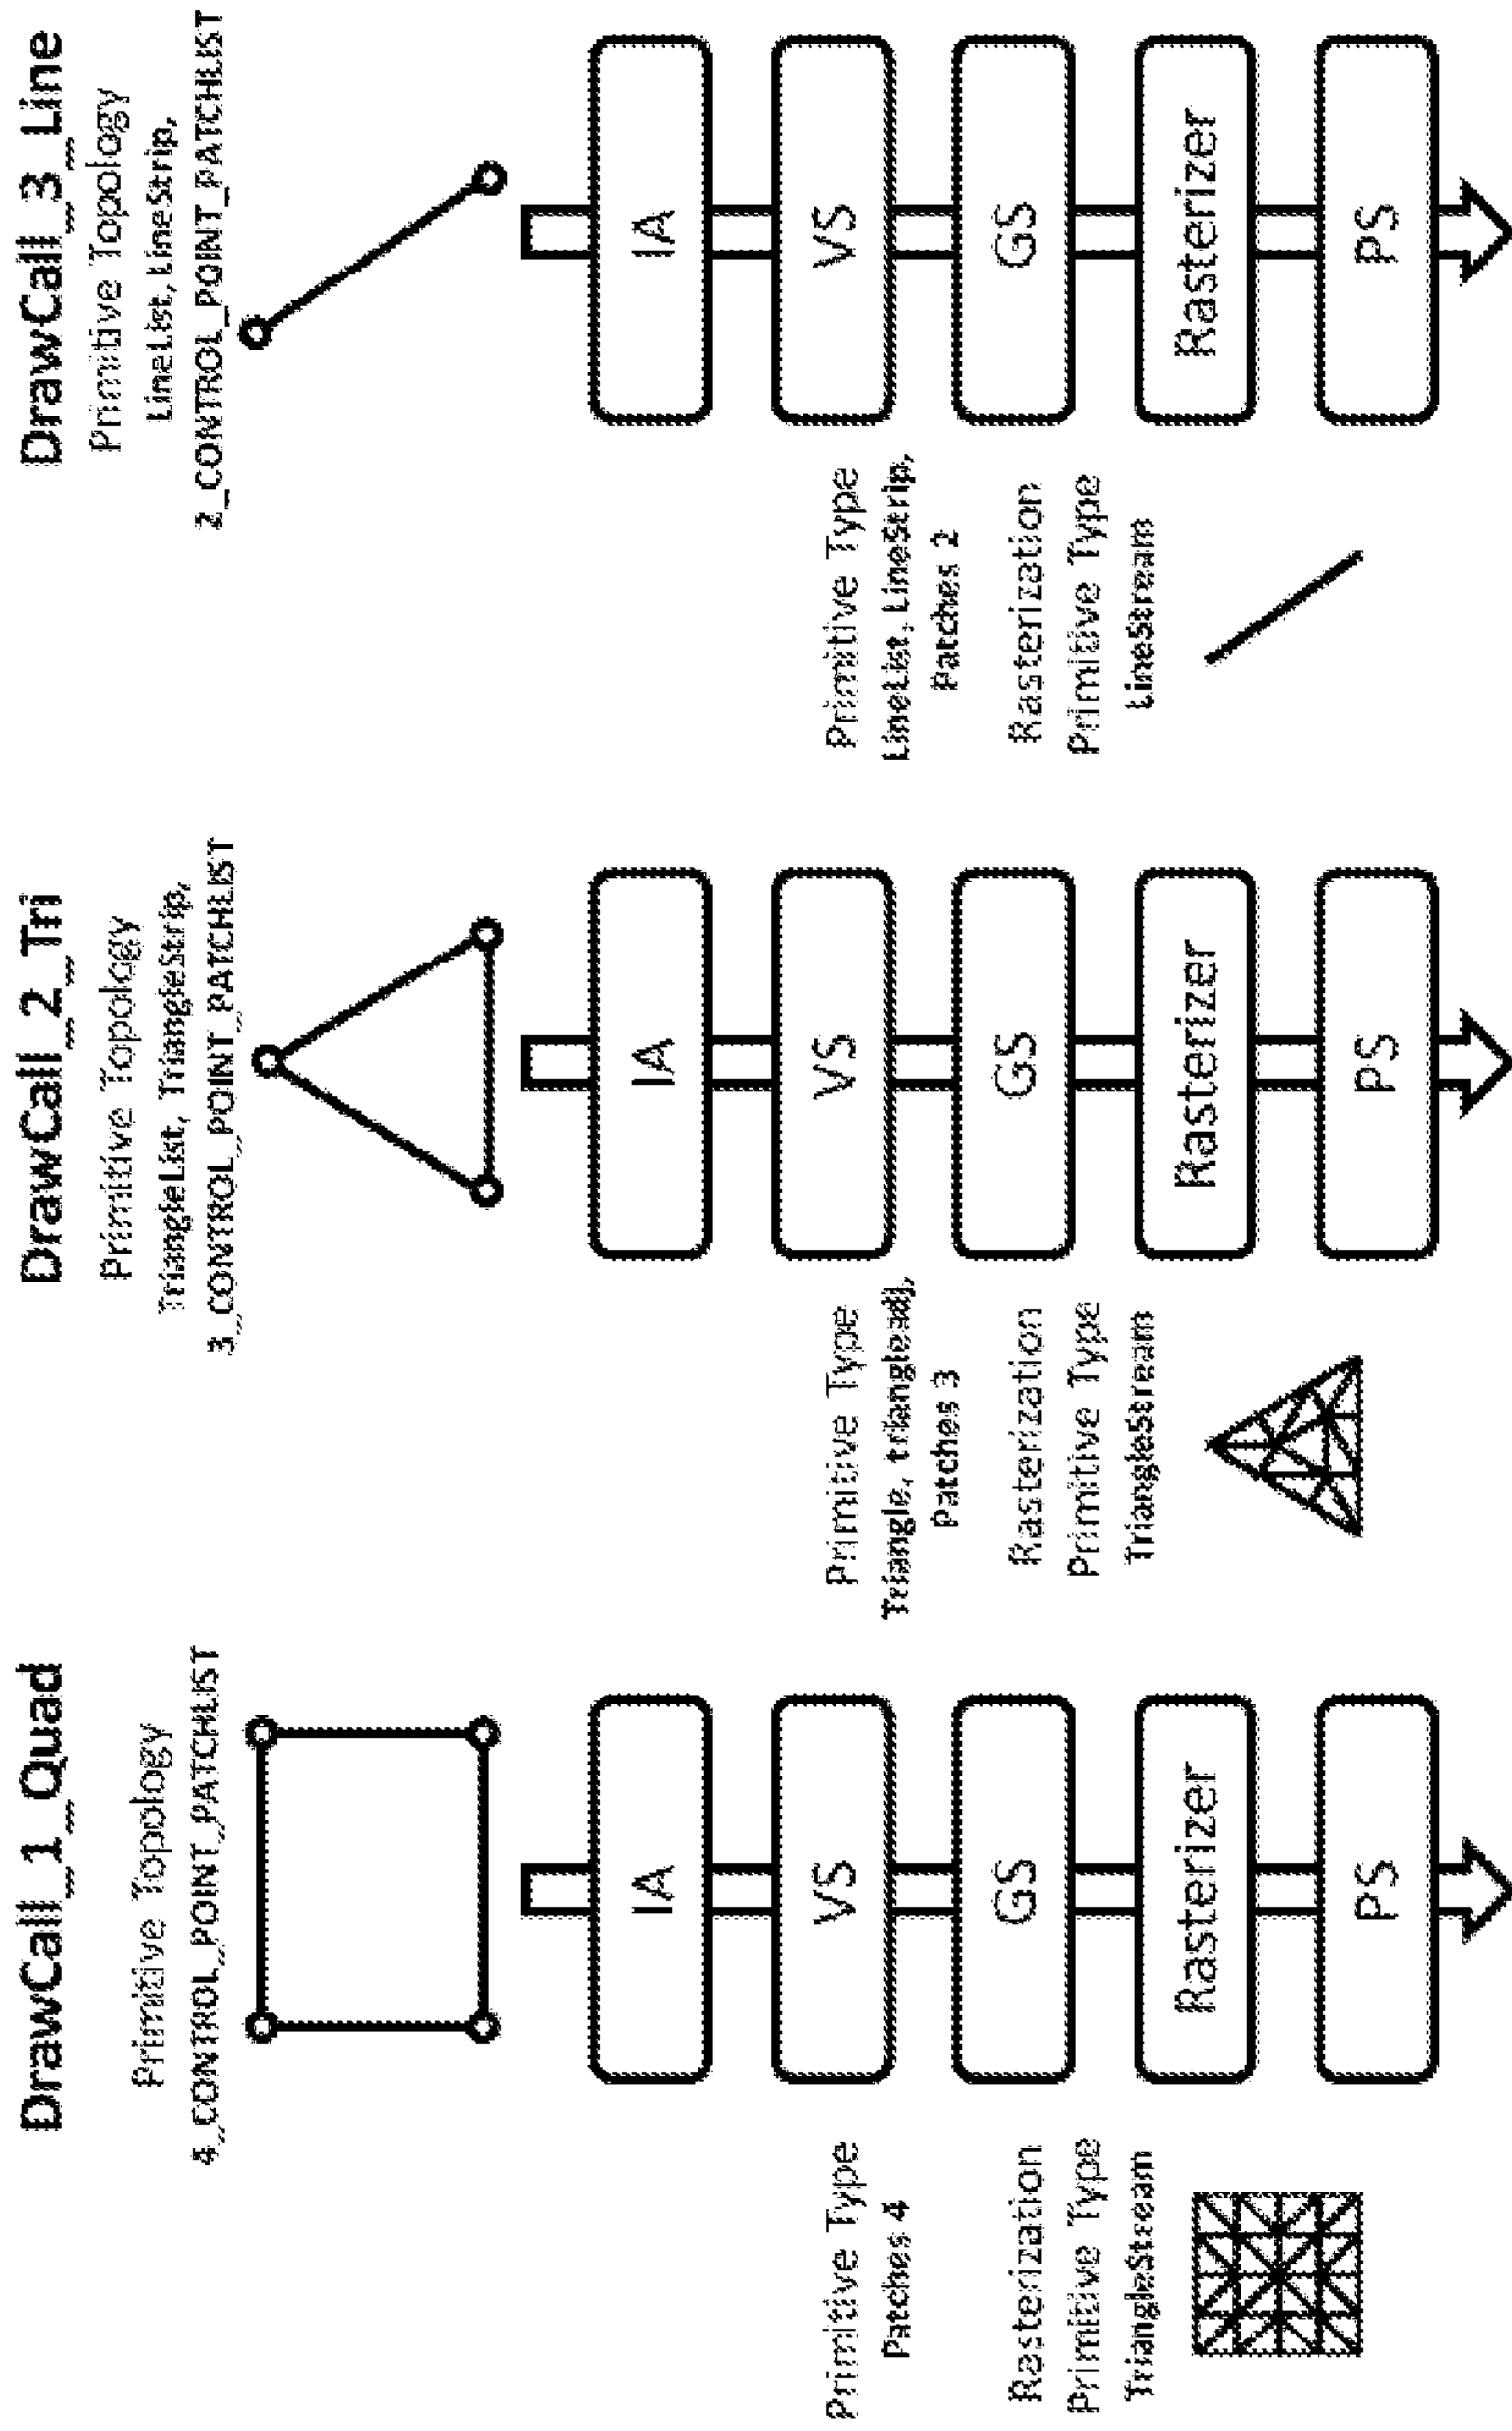 DrawCall_1_Quad
Primitive Topology
4_CONTROL_POINT_PATCHLIST
IA
VS
GS
Rasterizer
PS
Primitive Type
Patches 4
Rasterization
Primitive Type
TriangleStream
DrawCall_2_Tri
Primitive Topology
TriangleList, TriangleStrip,
3_CONTROL_POINT_PATCHLIST
IA
VS
GS
Rasterizer
PS
Primitive Type
Triangle, triangleadj,
Patches 3
Rasterization
Primitive Type
TriangleStream
DrawCall_3_Line
Primitive Topology
LineList, LineStrip,
2_CONTROL_POINT_PATCHLIST
IA
VS
GS
Rasterizer
PS
Primitive Type
LineList, LineStrip,
Patches 2
Rasterization
Primitive Type
LineStream